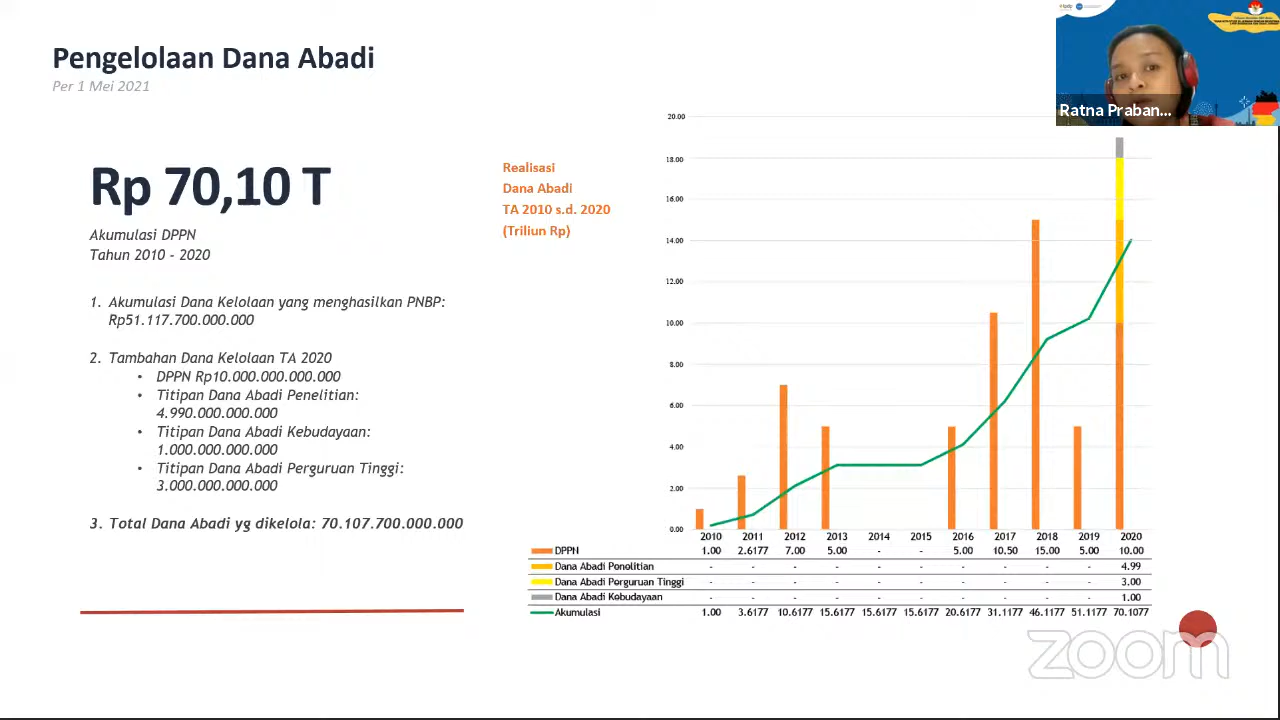 Pengelolaan Dana Abadi
Per 1 Mei 2021
Ratna Praban...
Rp 70,10 T
Akumulasi DPPN
Tahun 2010 - 2020
1. Akumulasi Dana Kelolaan yang menghasilkan PNBP:
Rp51.117.700.000.000
2. Tambahan Dana Kelolaan TA 2020
• DPPN Rp10.000.000.000.000
• Titipan Dana Abadi Penelitian:
4.990.000.000.000
• Titipan Dana Abadi Kebudayaan:
1.000.000.000.000
• Titipan Dana Abadi Perguruan Tinggi:
3.000.000.000.000
3. Total Dana Abadi yg dikelola: 70.107.700.000.000
Realisasi
Dana Abadi
TA 2010 s.d. 2020
(Triliun Rp)
20.00
18.00
16.00
14.00
12.00
10.00
8.00
6.00
4.00
2.00
0.00
2010 2011 2012 2013 2014 2015 2016 2017 2018 2019 2020
DPPN 1.00 2.6177 7.00 5.00 - - 5.00 10.50 15.00 5.00 10.00
Dana Abadi Penelitian - - - - - - - - - - 4.99
Dana Abadi Perguruan Tinggi - - - - - - - - - - 3.00
Dana Abadi Kebudayaan - - - - - - - - - - 1.00
Akumulasi 1.00 3.6177 10.6177 15.6177 15.6177 15.6177 20.6177 31.1177 46.1177 51.1177 70.1077
zoom